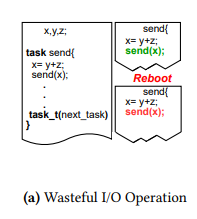 x,y,z;
task send{
x= y+z;
send(x);
.
.
.
task_t(next_task)
}
send{
x= y+z;
send(x);
Reboot
send{
x= y+z;
send(x);
(a) Wasteful I/O Operation